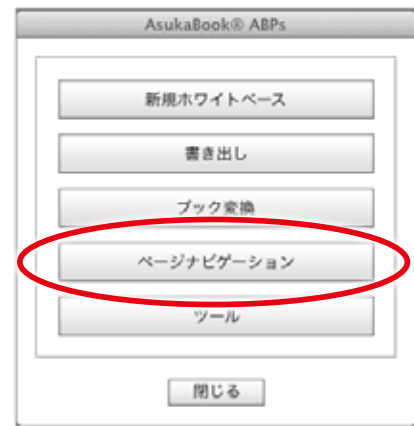 AsukaBook® ABPs
新規ホワイトベース
書き出し
ブック変換
ページナビゲーション
ツール
閉じる